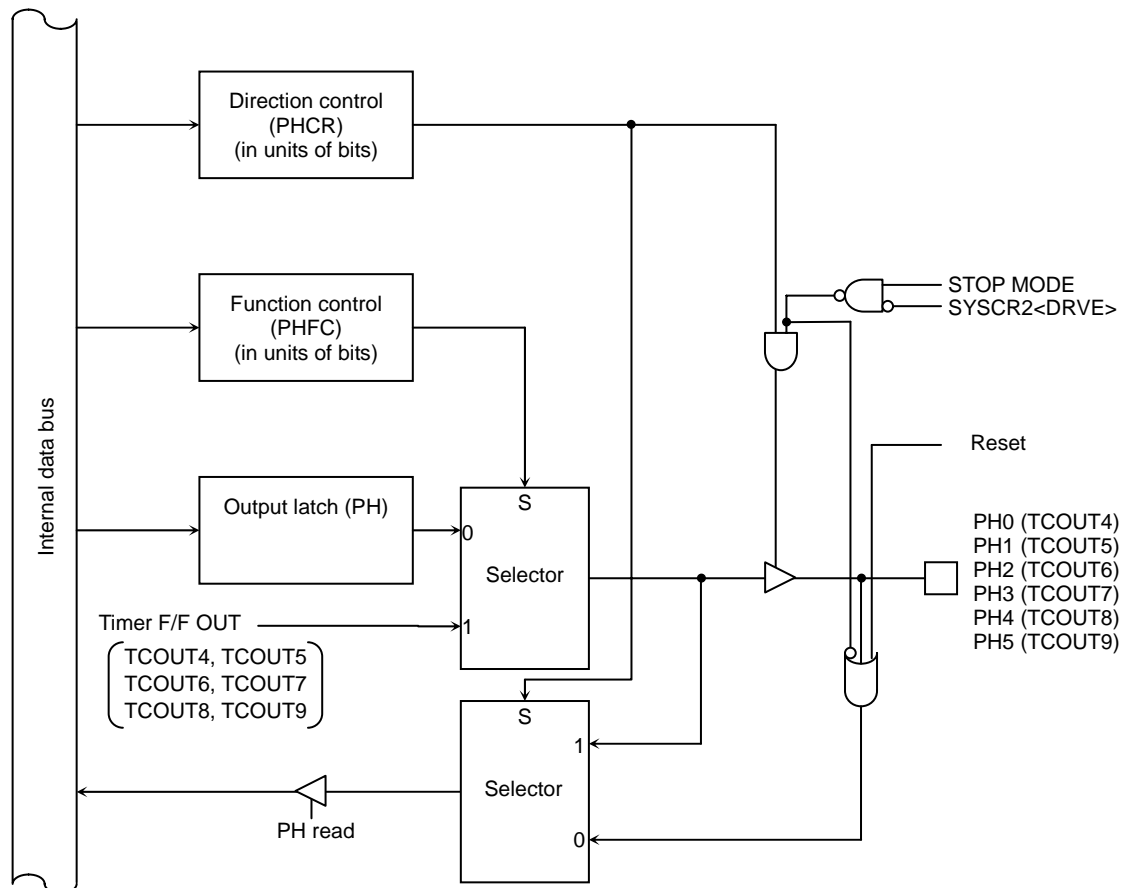 Internal data bus
Direction control
(PHCR)
(in units of bits)
Function control
(PHFC)
(in units of bits)
STOP MODE
SYSCR2<DRVE>
Reset
Output latch (PH)
S
0
Selector
1
Timer F/F OUT
TCOUT4, TCOUT5
TCOUT6, TCOUT7
TCOUT8, TCOUT9
PH0 (TCOUT4)
PH1 (TCOUT5)
PH2 (TCOUT6)
PH3 (TCOUT7)
PH4 (TCOUT8)
PH5 (TCOUT9)
S
1
Selector
0
PH read